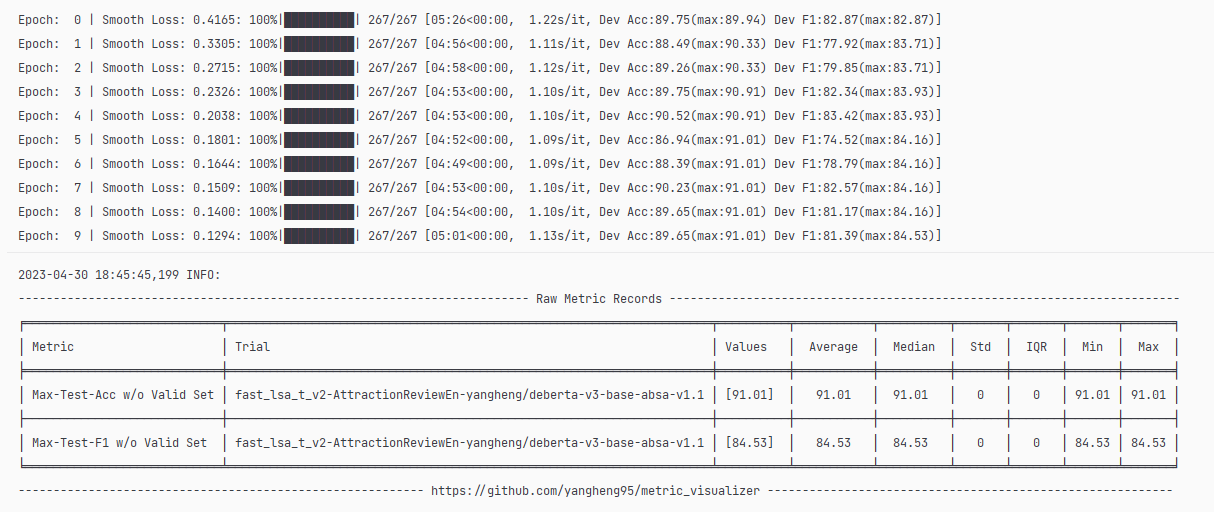 Epoch:  0 | Smooth Loss: 0.4165: 100%|██████████| 267/267 [05:26<00:00,  1.22s/it, Dev Acc:89.75(max:89.94) Dev F1:82.87(max:82.87)]
Epoch:  1 | Smooth Loss: 0.3305: 100%|██████████| 267/267 [04:56<00:00,  1.11s/it, Dev Acc:88.49(max:90.33) Dev F1:77.92(max:83.71)]
Epoch:  2 | Smooth Loss: 0.2715: 100%|██████████| 267/267 [04:58<00:00,  1.12s/it, Dev Acc:89.26(max:90.33) Dev F1:79.85(max:83.71)]
Epoch:  3 | Smooth Loss: 0.2326: 100%|██████████| 267/267 [04:53<00:00,  1.10s/it, Dev Acc:89.75(max:90.91) Dev F1:82.34(max:83.93)]
Epoch:  4 | Smooth Loss: 0.2038: 100%|██████████| 267/267 [04:53<00:00,  1.10s/it, Dev Acc:90.52(max:90.91) Dev F1:83.42(max:83.93)]
Epoch:  5 | Smooth Loss: 0.1801: 100%|██████████| 267/267 [04:52<00:00,  1.09s/it, Dev Acc:86.94(max:91.01) Dev F1:74.52(max:84.16)]
Epoch:  6 | Smooth Loss: 0.1644: 100%|██████████| 267/267 [04:49<00:00,  1.09s/it, Dev Acc:88.39(max:91.01) Dev F1:78.79(max:84.16)]
Epoch:  7 | Smooth Loss: 0.1509: 100%|██████████| 267/267 [04:53<00:00,  1.10s/it, Dev Acc:90.23(max:91.01) Dev F1:82.57(max:84.16)]
Epoch:  8 | Smooth Loss: 0.1400: 100%|██████████| 267/267 [04:54<00:00,  1.10s/it, Dev Acc:89.65(max:91.01) Dev F1:81.17(max:84.16)]
Epoch:  9 | Smooth Loss: 0.1294: 100%|██████████| 267/267 [05:01<00:00,  1.13s/it, Dev Acc:89.65(max:91.01) Dev F1:81.39(max:84.53)]
2023-04-30 18:45:45,199 INFO:
------------------------- Raw Metric Records -------------------------
Metric | Trial | Values | Average | Median | Std | IQR | Min | Max
Max-Test-Acc w/o Valid Set | fast_lsa_t_v2-AttractionReviewEn-yangheng/deberta-v3-base-absa-v1.1 | [91.01] | 91.01 | 91.01 | 0 | 0 | 91.01 | 91.01
Max-Test-F1 w/o Valid Set | fast_lsa_t_v2-AttractionReviewEn-yangheng/deberta-v3-base-absa-v1.1 | [84.53] | 84.53 | 84.53 | 0 | 0 | 84.53 | 84.53
-------------------- https://github.com/yangheng95/metric_visualizer --------------------